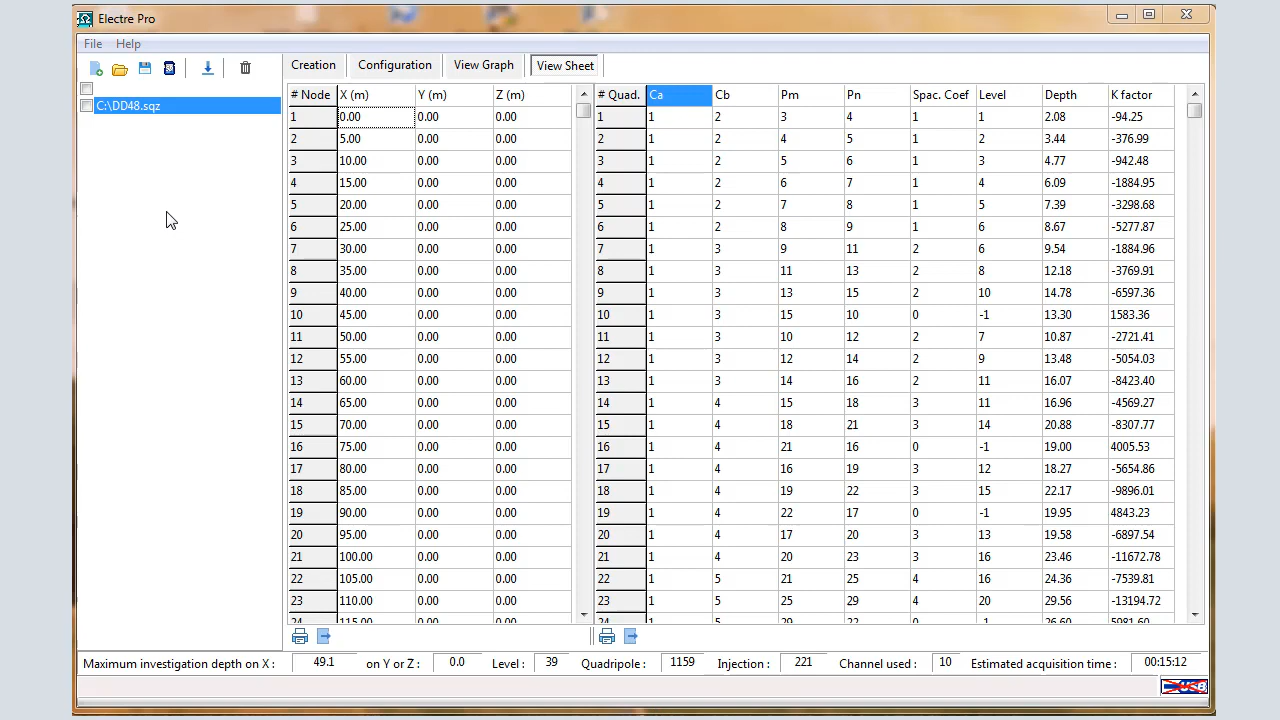 Electre Pro
File Help
Creation Configuration View Graph View Sheet
C:\DD48.sqz
# Node X (m) Y (m) Z (m) # Quad. Ca Cb Pm Pn Spac. Coef Level Depth K factor
1 0.00 0.00 0.00 1 1 2 3 4 1 1 2.08 -94.25
2 5.00 0.00 0.00 2 1 2 4 5 1 2 3.44 -376.99
3 10.00 0.00 0.00 3 1 2 5 6 1 3 4.77 -942.48
4 15.00 0.00 0.00 4 1 2 6 7 1 4 6.09 -1884.95
5 20.00 0.00 0.00 5 1 2 7 8 1 5 7.39 -3298.68
6 25.00 0.00 0.00 6 1 2 8 9 1 6 8.67 -5277.87
7 30.00 0.00 0.00 7 1 3 9 11 2 6 9.54 -1884.96
8 35.00 0.00 0.00 8 1 3 11 13 2 8 12.18 -3769.91
9 40.00 0.00 0.00 9 1 3 13 15 2 10 14.78 -6597.36
10 45.00 0.00 0.00 10 1 3 15 10 0 -1 13.30 1583.36
11 50.00 0.00 0.00 11 1 3 10 12 2 7 10.87 -2721.41
12 55.00 0.00 0.00 12 1 3 12 14 2 9 13.48 -5054.03
13 60.00 0.00 0.00 13 1 3 14 16 2 11 16.07 -8423.40
14 65.00 0.00 0.00 14 1 4 15 18 3 11 16.96 -4569.27
15 70.00 0.00 0.00 15 1 4 18 21 3 14 20.88 -8307.77
16 75.00 0.00 0.00 16 1 4 21 16 0 -1 19.00 4005.53
17 80.00 0.00 0.00 17 1 4 16 19 3 12 18.27 -5654.86
18 85.00 0.00 0.00 18 1 4 19 22 3 15 22.17 -9896.01
19 90.00 0.00 0.00 19 1 4 22 17 0 -1 19.95 4843.23
20 95.00 0.00 0.00 20 1 4 17 20 3 13 19.58 -6897.54
21 100.00 0.00 0.00 21 1 4 20 23 3 16 23.46 -11672.78
22 105.00 0.00 0.00 22 1 5 21 25 4 16 24.36 -7539.81
23 110.00 0.00 0.00 23 1 5 25 29 4 20 29.56 -13194.72
24 115.00 0.00 0.00 24 1 5 29 22 0 -1 26.60 5981.60
Maximum investigation depth on X : 49.1 on Y or Z : 0.0 Level : 39 Quadripole : 1159 Injection : 221 Channel used : 10 Estimated acquisition time : 00:15:12
USB